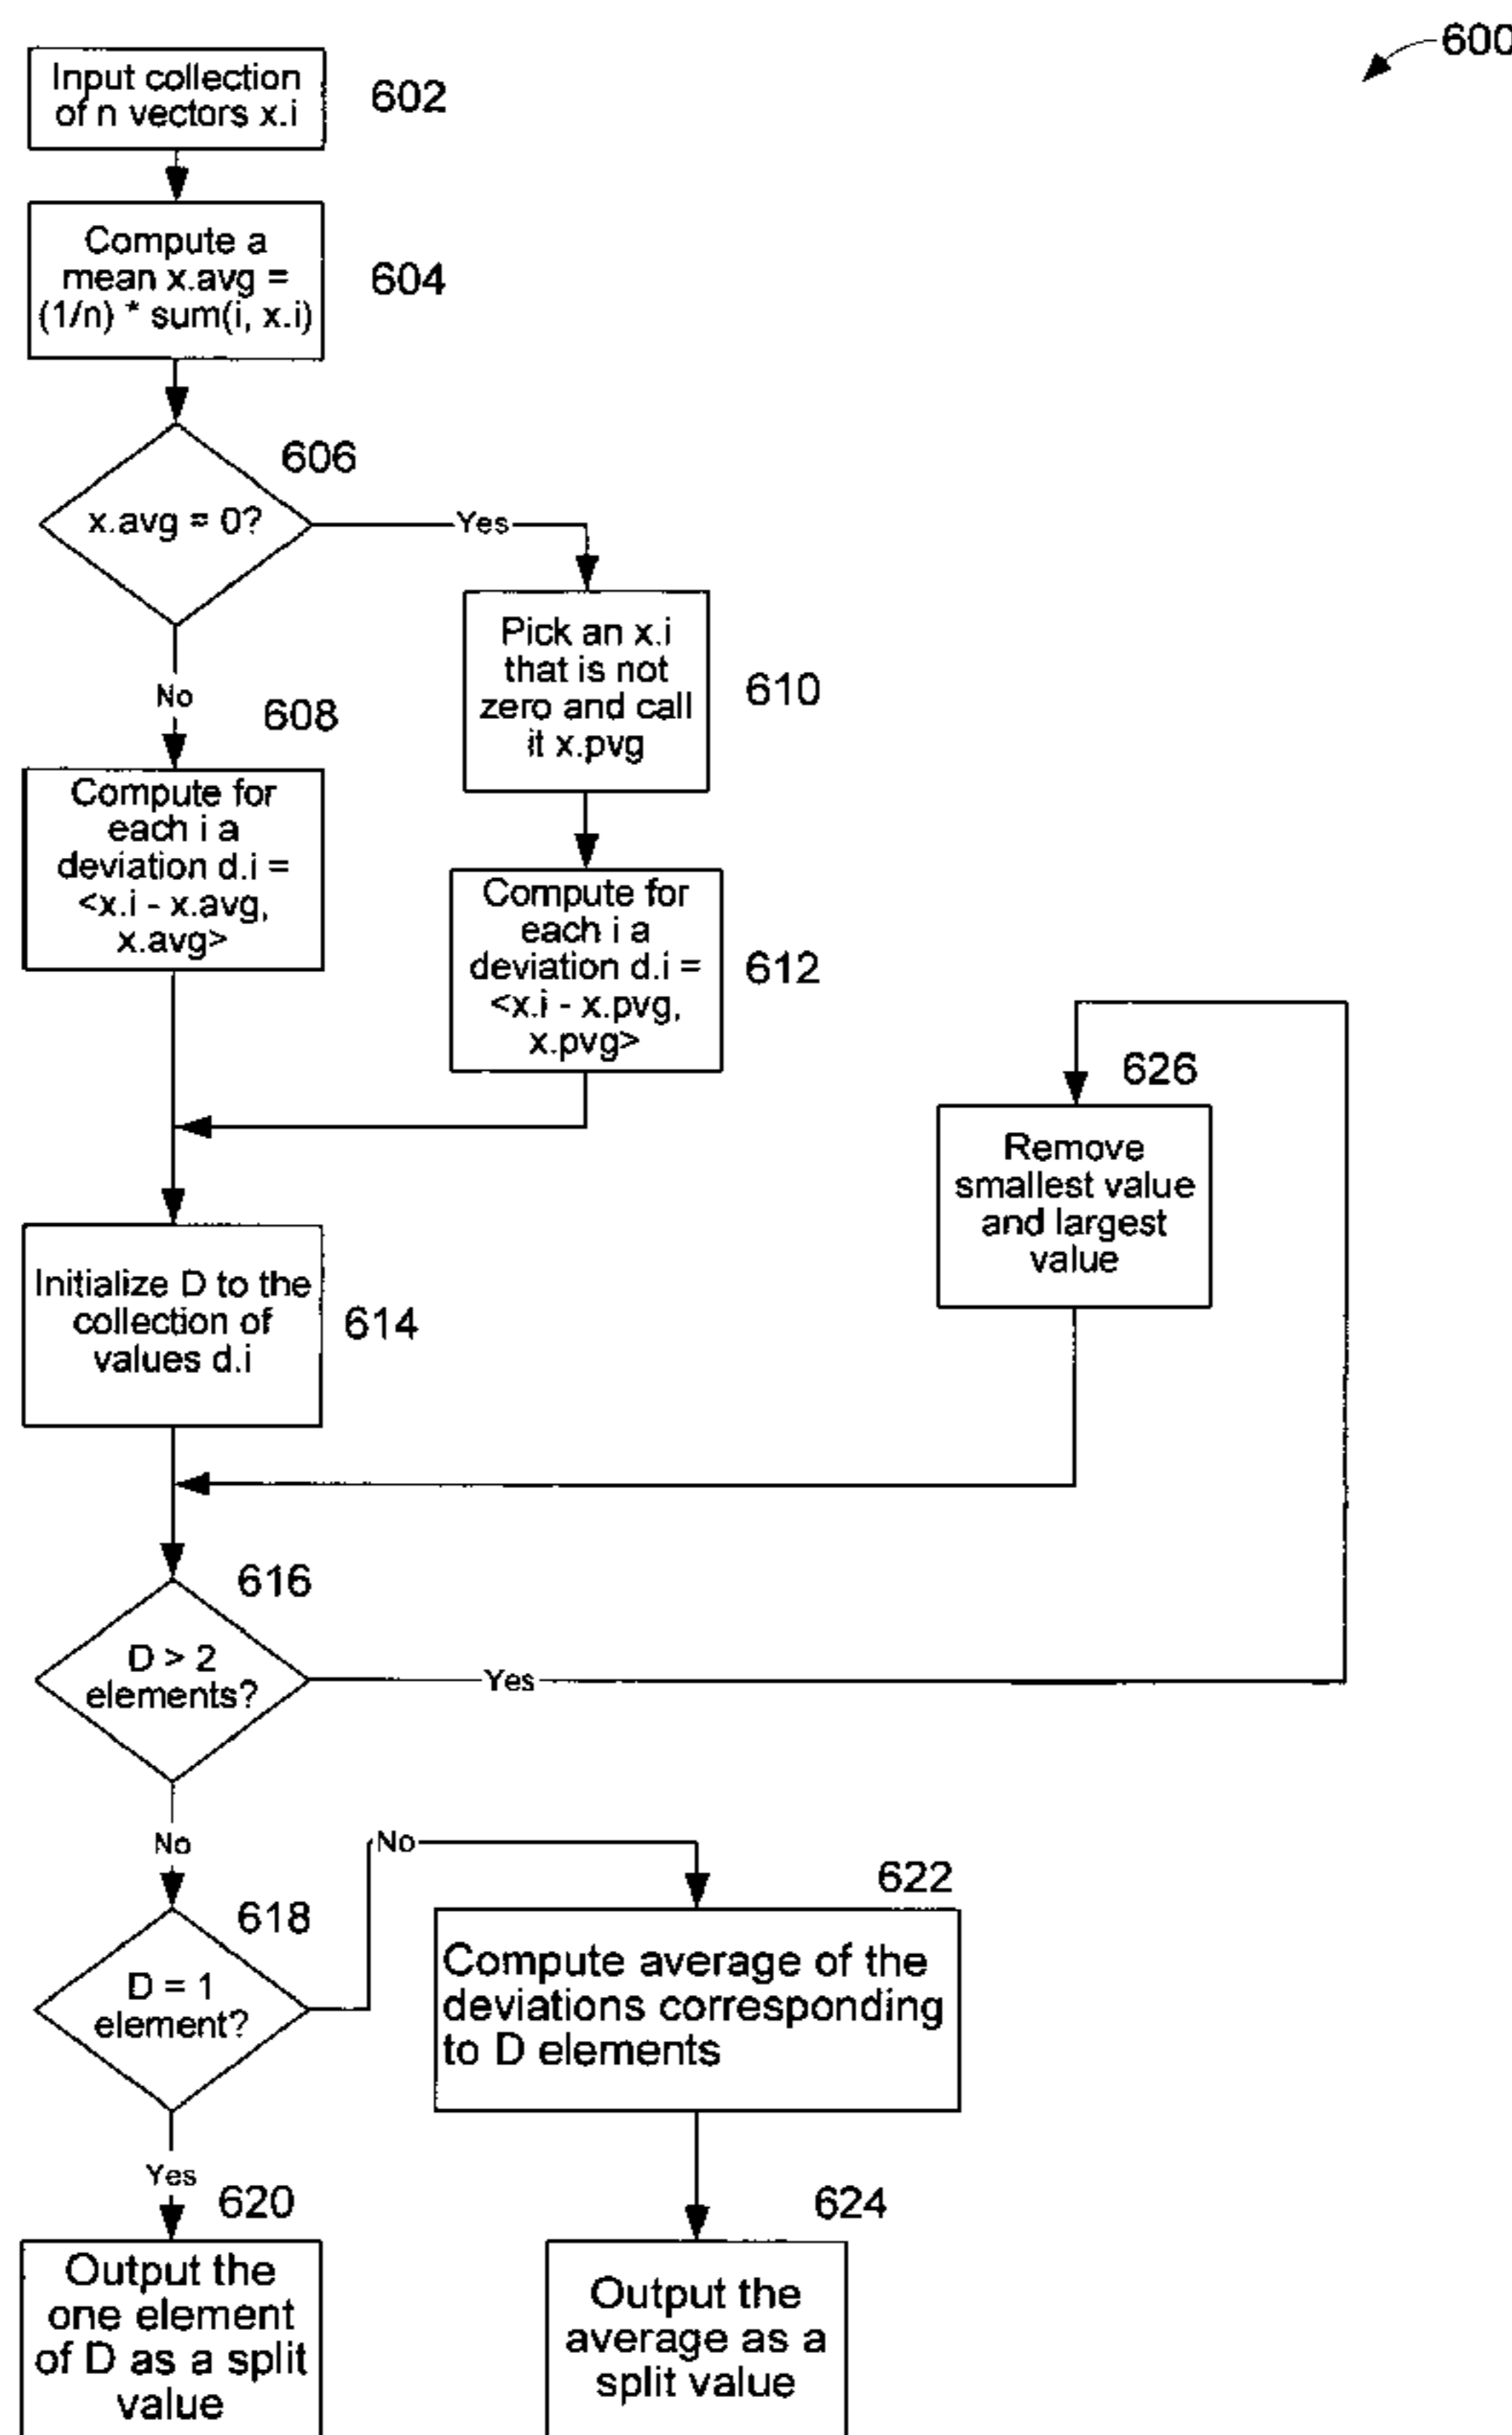 600
Input collection
of n vectors x.i
602
Compute a
mean x.avg =
(1/n) * sum(i, x.i)
604
606
x.avg = 0?
Yes
No
Pick an x.i
that is not
zero and call
it x.pvg
610
608
Compute for
each i a
deviation d.i =
<x.i - x.avg,
x.avg>
Compute for
each i a
deviation d.i =
<x.i - x.pvg,
x.pvg>
612
626
Remove
smallest value
and largest
value
Initialize D to the
collection of
values d.i
614
616
D > 2
elements?
Yes
No
618
D = 1
element?
No
622
Compute average of the
deviations corresponding
to D elements
Yes
620
Output the
one element
of D as a split
value
624
Output the
average as a
split value